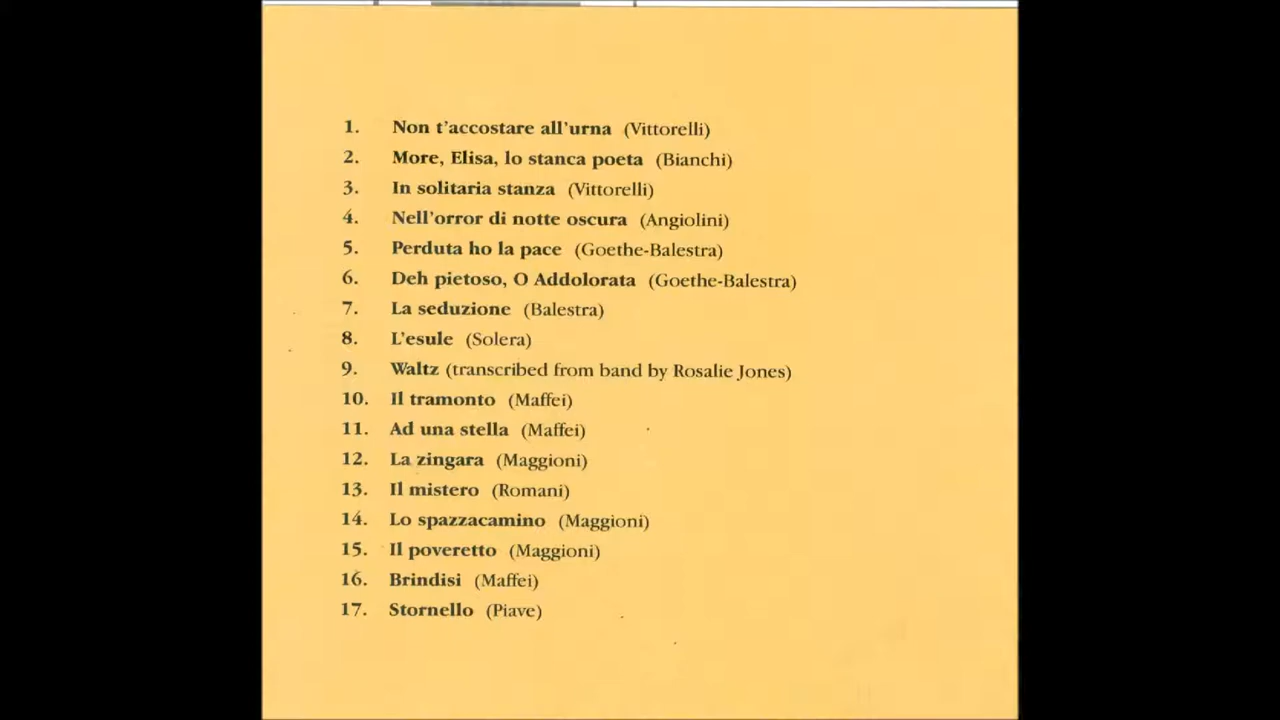 1. Non t'accostare all'urna (Vittorelli)
2. More, Elisa, lo stanca poeta (Bianchi)
3. In solitaria stanza (Vittorelli)
4. Nell'orror di notte oscura (Angiolini)
5. Perduta ho la pace (Goethe-Balestra)
6. Deh pietoso, O Addolorata (Goethe-Balestra)
7. La seduzione (Balestra)
8. L'esule (Solera)
9. Waltz (transcribed from band by Rosalie Jones)
10. Il tramonto (Maffei)
11. Ad una stella (Maffei)
12. La zingara (Maggioni)
13. Il mistero (Romani)
14. Lo spazzacamino (Maggioni)
15. Il poveretto (Maggioni)
16. Brindisi (Maffei)
17. Stornello (Piave)